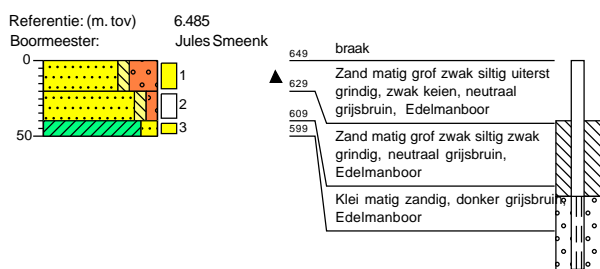 Referentie: (m. tov) 6.485
Boormeester: Jules Smeenk
0
50
1
2
3
649
braak
629
Zand matig grof zwak siltig uiterst
grindig, zwak keien, neutraal
grijsbruin, Edelmanboor
609
599
Zand matig grof zwak siltig zwak
grindig, neutraal grijsbruin,
Edelmanboor
Klei matig zandig, donker grijsbruin,
Edelmanboor